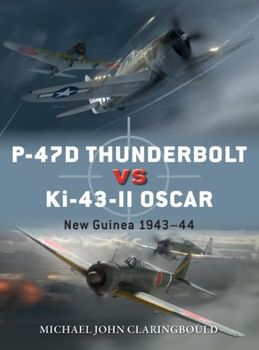 P-47D THUNDERBOLT
VS
Ki-43-II OSCAR
New Guinea 1943–44
MICHAEL JOHN CLARINGBOULD